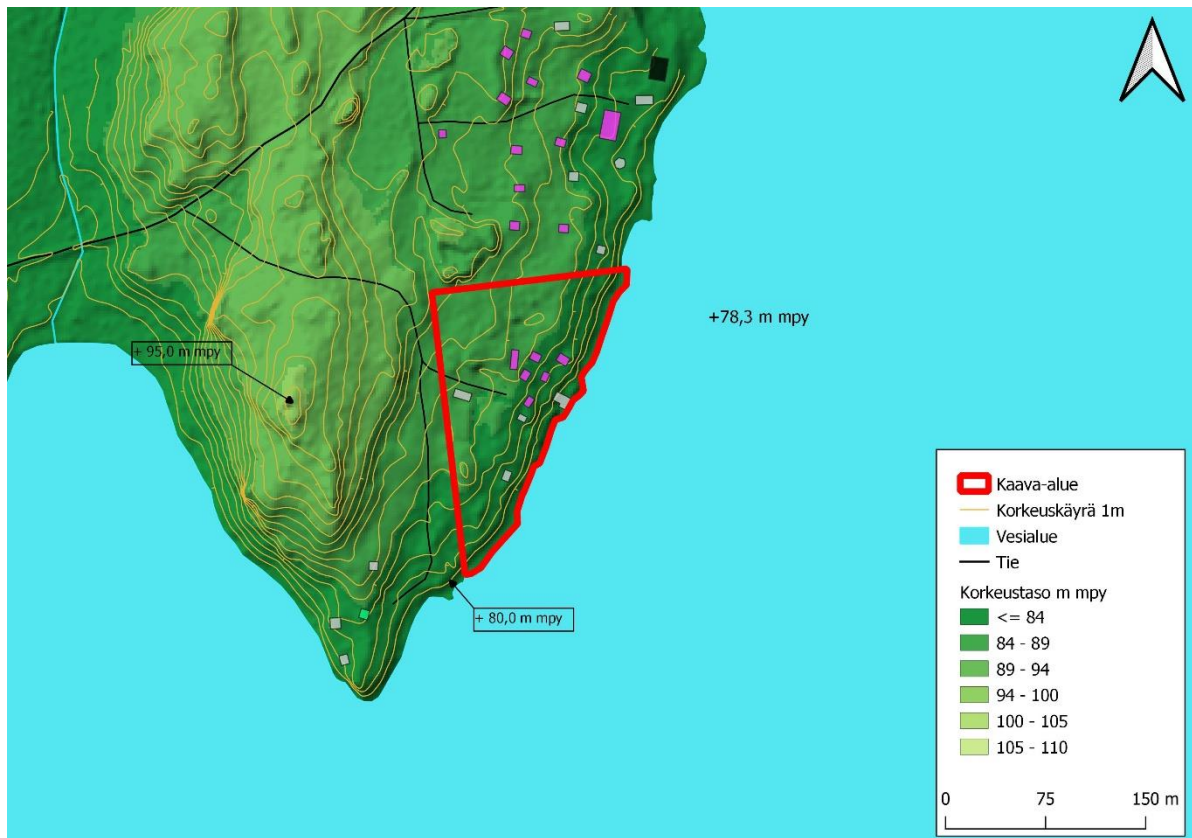 +78,3 m mpy
+ 95,0 m mpy
+ 80,0 m mpy
Kaava-alue
Korkeuskäyrä 1m
Vesialue
Tie
Korkeustaso m mpy
<= 84
84 - 89
89 - 94
94 - 100
100 - 105
105 - 110
0 75 150 m